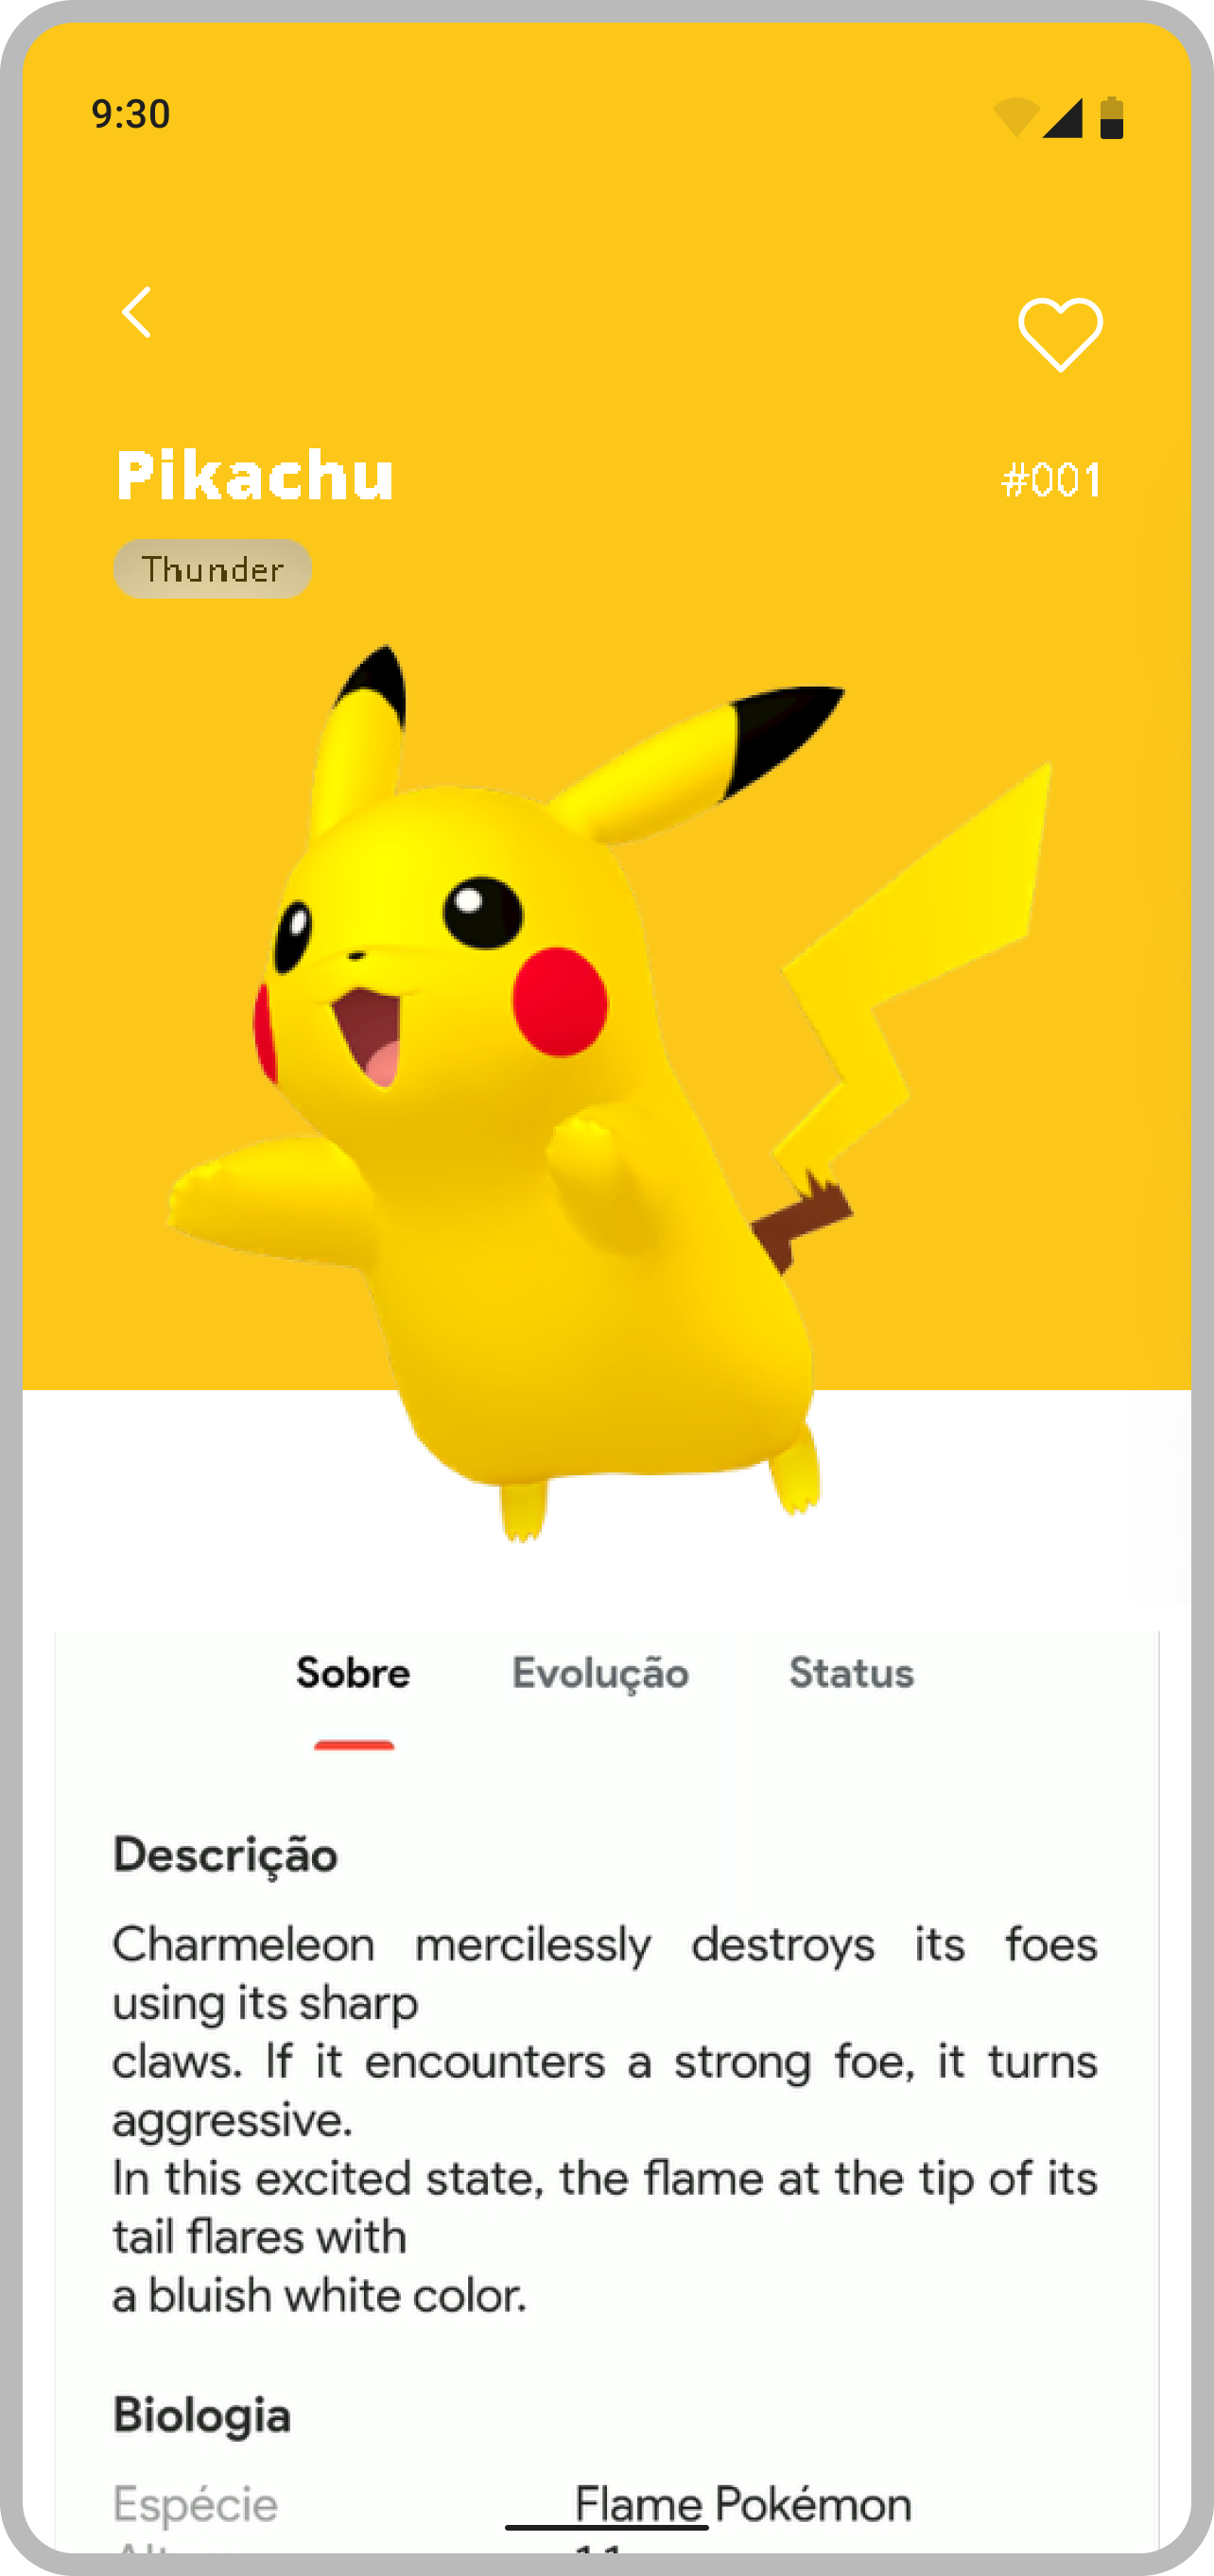 9:30
Pikachu
#001
Thunder
Sobre Evolução Status
Descrição
Charmeleon mercilessly destroys its foes
using its sharp
claws. If it encounters a strong foe, it turns
aggressive.
In this excited state, the flame at the tip of its
tail flares with
a bluish white color.
Biologia
Espécie Flame Pokémon